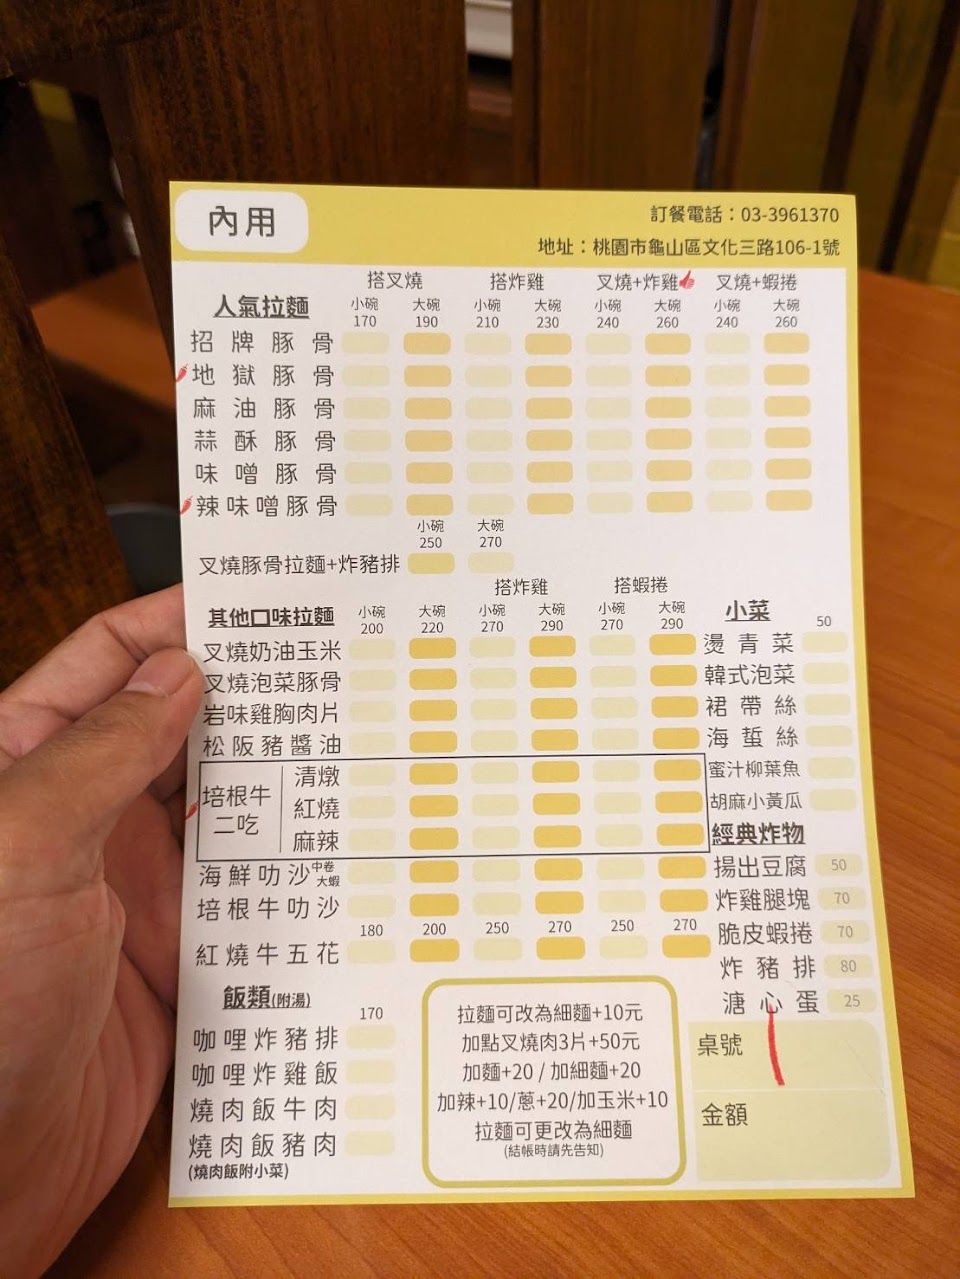 內用
訂餐電話：03-3961370
地址：桃園市龜山區文化三路106-1號
搭叉燒 搭炸雞 叉燒+炸雞 叉燒+蝦捲
人氣拉麵 小碗 大碗 小碗 大碗 小碗 大碗 小碗 大碗
170 190 210 230 240 260 240 260
招牌豚骨
地獄豚骨
麻油豚骨
蒜酥豚骨
味噌豚骨
辣味噌豚骨
小碗 大碗
250 270
叉燒豚骨拉麵+炸豬排
搭炸雞 搭蝦捲
其他口味拉麵 小碗 大碗 小碗 大碗 小碗 大碗
200 220 270 290 270 290
叉燒奶油玉米
叉燒泡菜豚骨
岩味雞胸肉片
松阪豬醬油
培根牛二吃
清燉
紅燒
麻辣
海鮮叻沙 中卷 大蝦
培根牛叻沙
180 200 250 270 250 270
紅燒牛五花
小菜 50
燙青菜
韓式泡菜
裙帶絲
海蜇絲
蜜汁柳葉魚
胡麻小黃瓜
經典炸物
揚出豆腐 50
炸雞腿塊 70
脆皮蝦捲 70
炸豬排 80
溏心蛋 25
飯類(附湯) 170
咖哩炸豬排
咖哩炸雞飯
燒肉飯牛肉
燒肉飯豬肉
(燒肉飯附小菜)
拉麵可改為細麵+10元
加點叉燒肉3片+50元
加麵+20 / 加細麵+20
加辣+10/蔥+20/加玉米+10
拉麵可更改為細麵
(結帳時請先告知)
桌號
金額